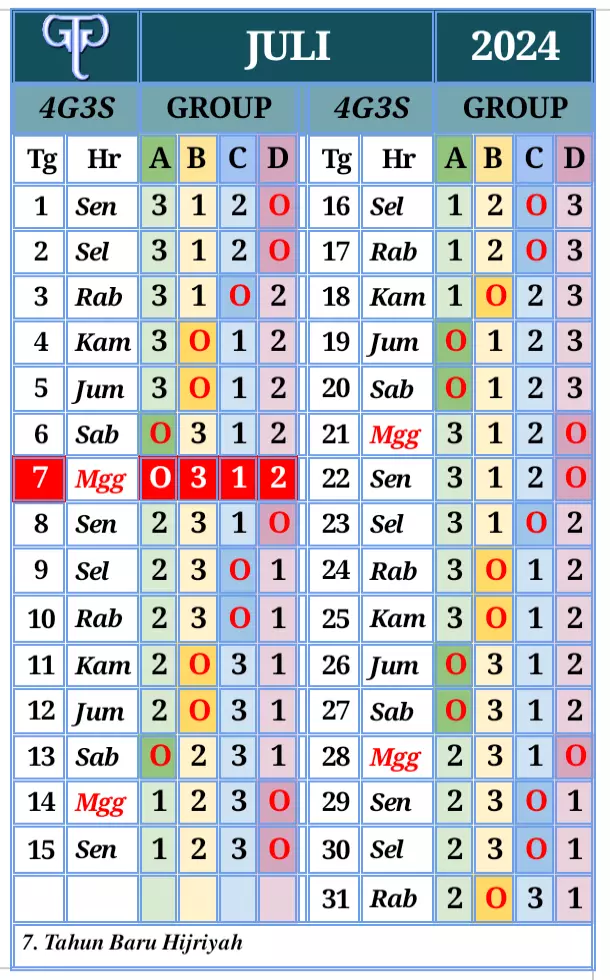 GTP JULI 2024
4G3S GROUP 4G3S GROUP
Tg Hr A B C D Tg Hr A B C D
1 Sen 3 1 2 O 16 Sel 1 2 O 3
2 Sel 3 1 2 O 17 Rab 1 2 O 3
3 Rab 3 1 O 2 18 Kam 1 O 2 3
4 Kam 3 O 1 2 19 Jum O 1 2 3
5 Jum 3 O 1 2 20 Sab O 1 2 3
6 Sab O 3 1 2 21 Mgg 3 1 2 O
7 Mgg O 3 1 2 22 Sen 3 1 2 O
8 Sen 2 3 1 O 23 Sel 3 1 O 2
9 Sel 2 3 O 1 24 Rab 3 O 1 2
10 Rab 2 3 O 1 25 Kam 3 O 1 2
11 Kam 2 O 3 1 26 Jum O 3 1 2
12 Jum 2 O 3 1 27 Sab O 3 1 2
13 Sab O 2 3 1 28 Mgg 2 3 1 O
14 Mgg 1 2 3 O 29 Sen 2 3 O 1
15 Sen 1 2 3 O 30 Sel 2 3 O 1
31 Rab 2 O 3 1
7. Tahun Baru Hijriyah